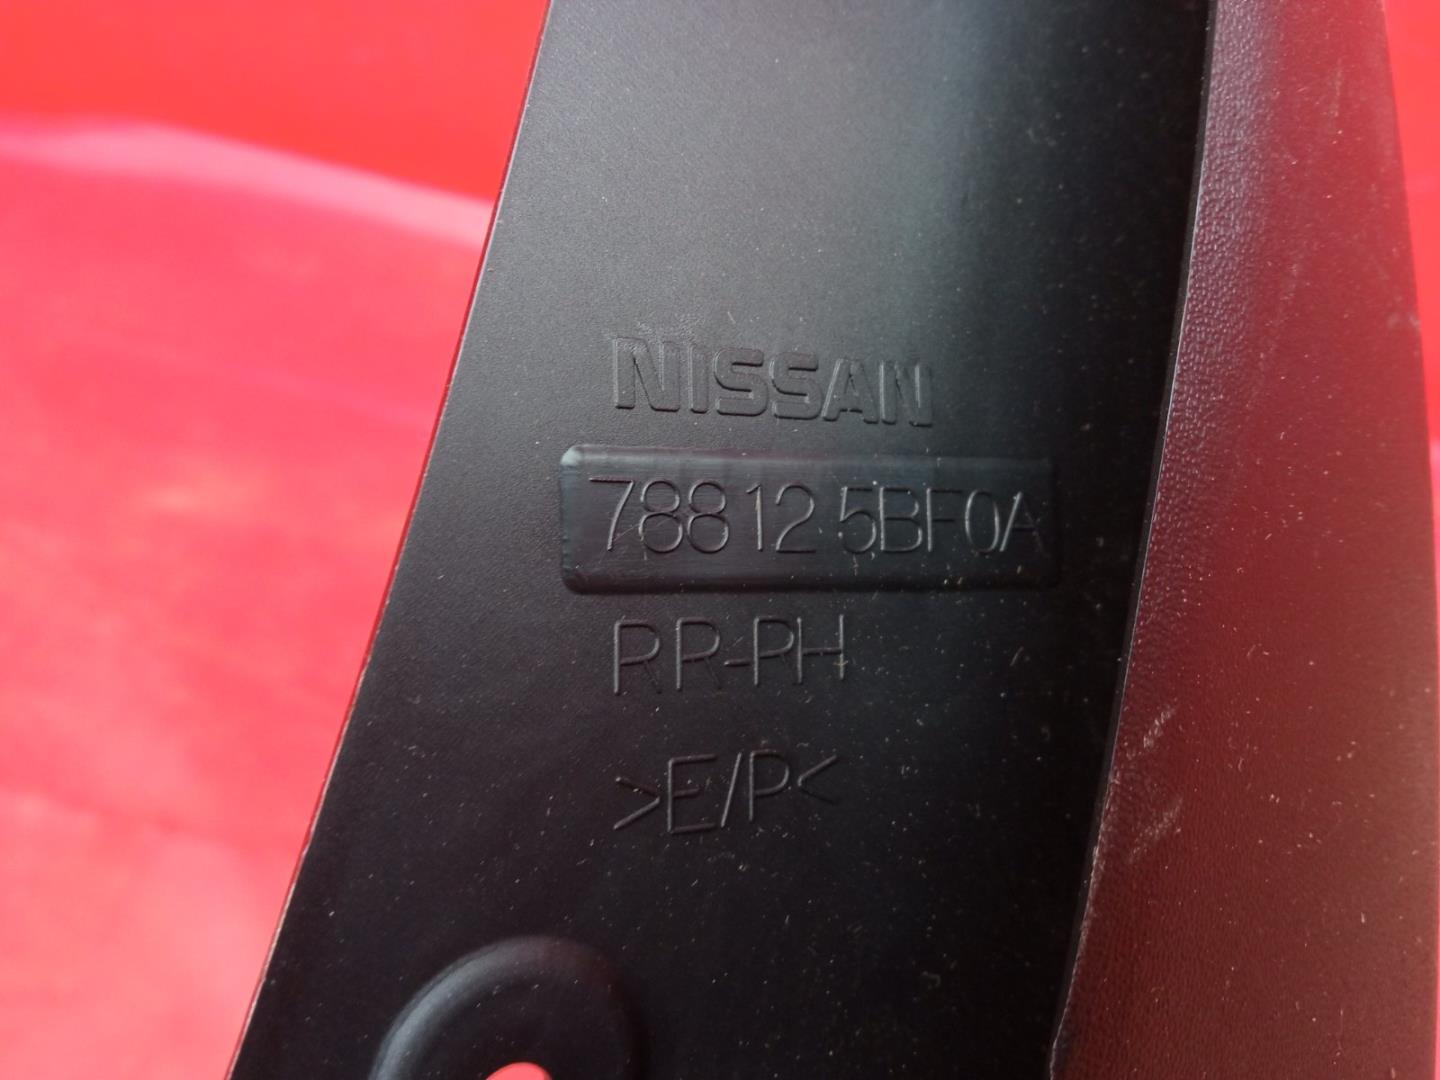 NISSAN
78812 5BF0A
RR-RH
>E/P<